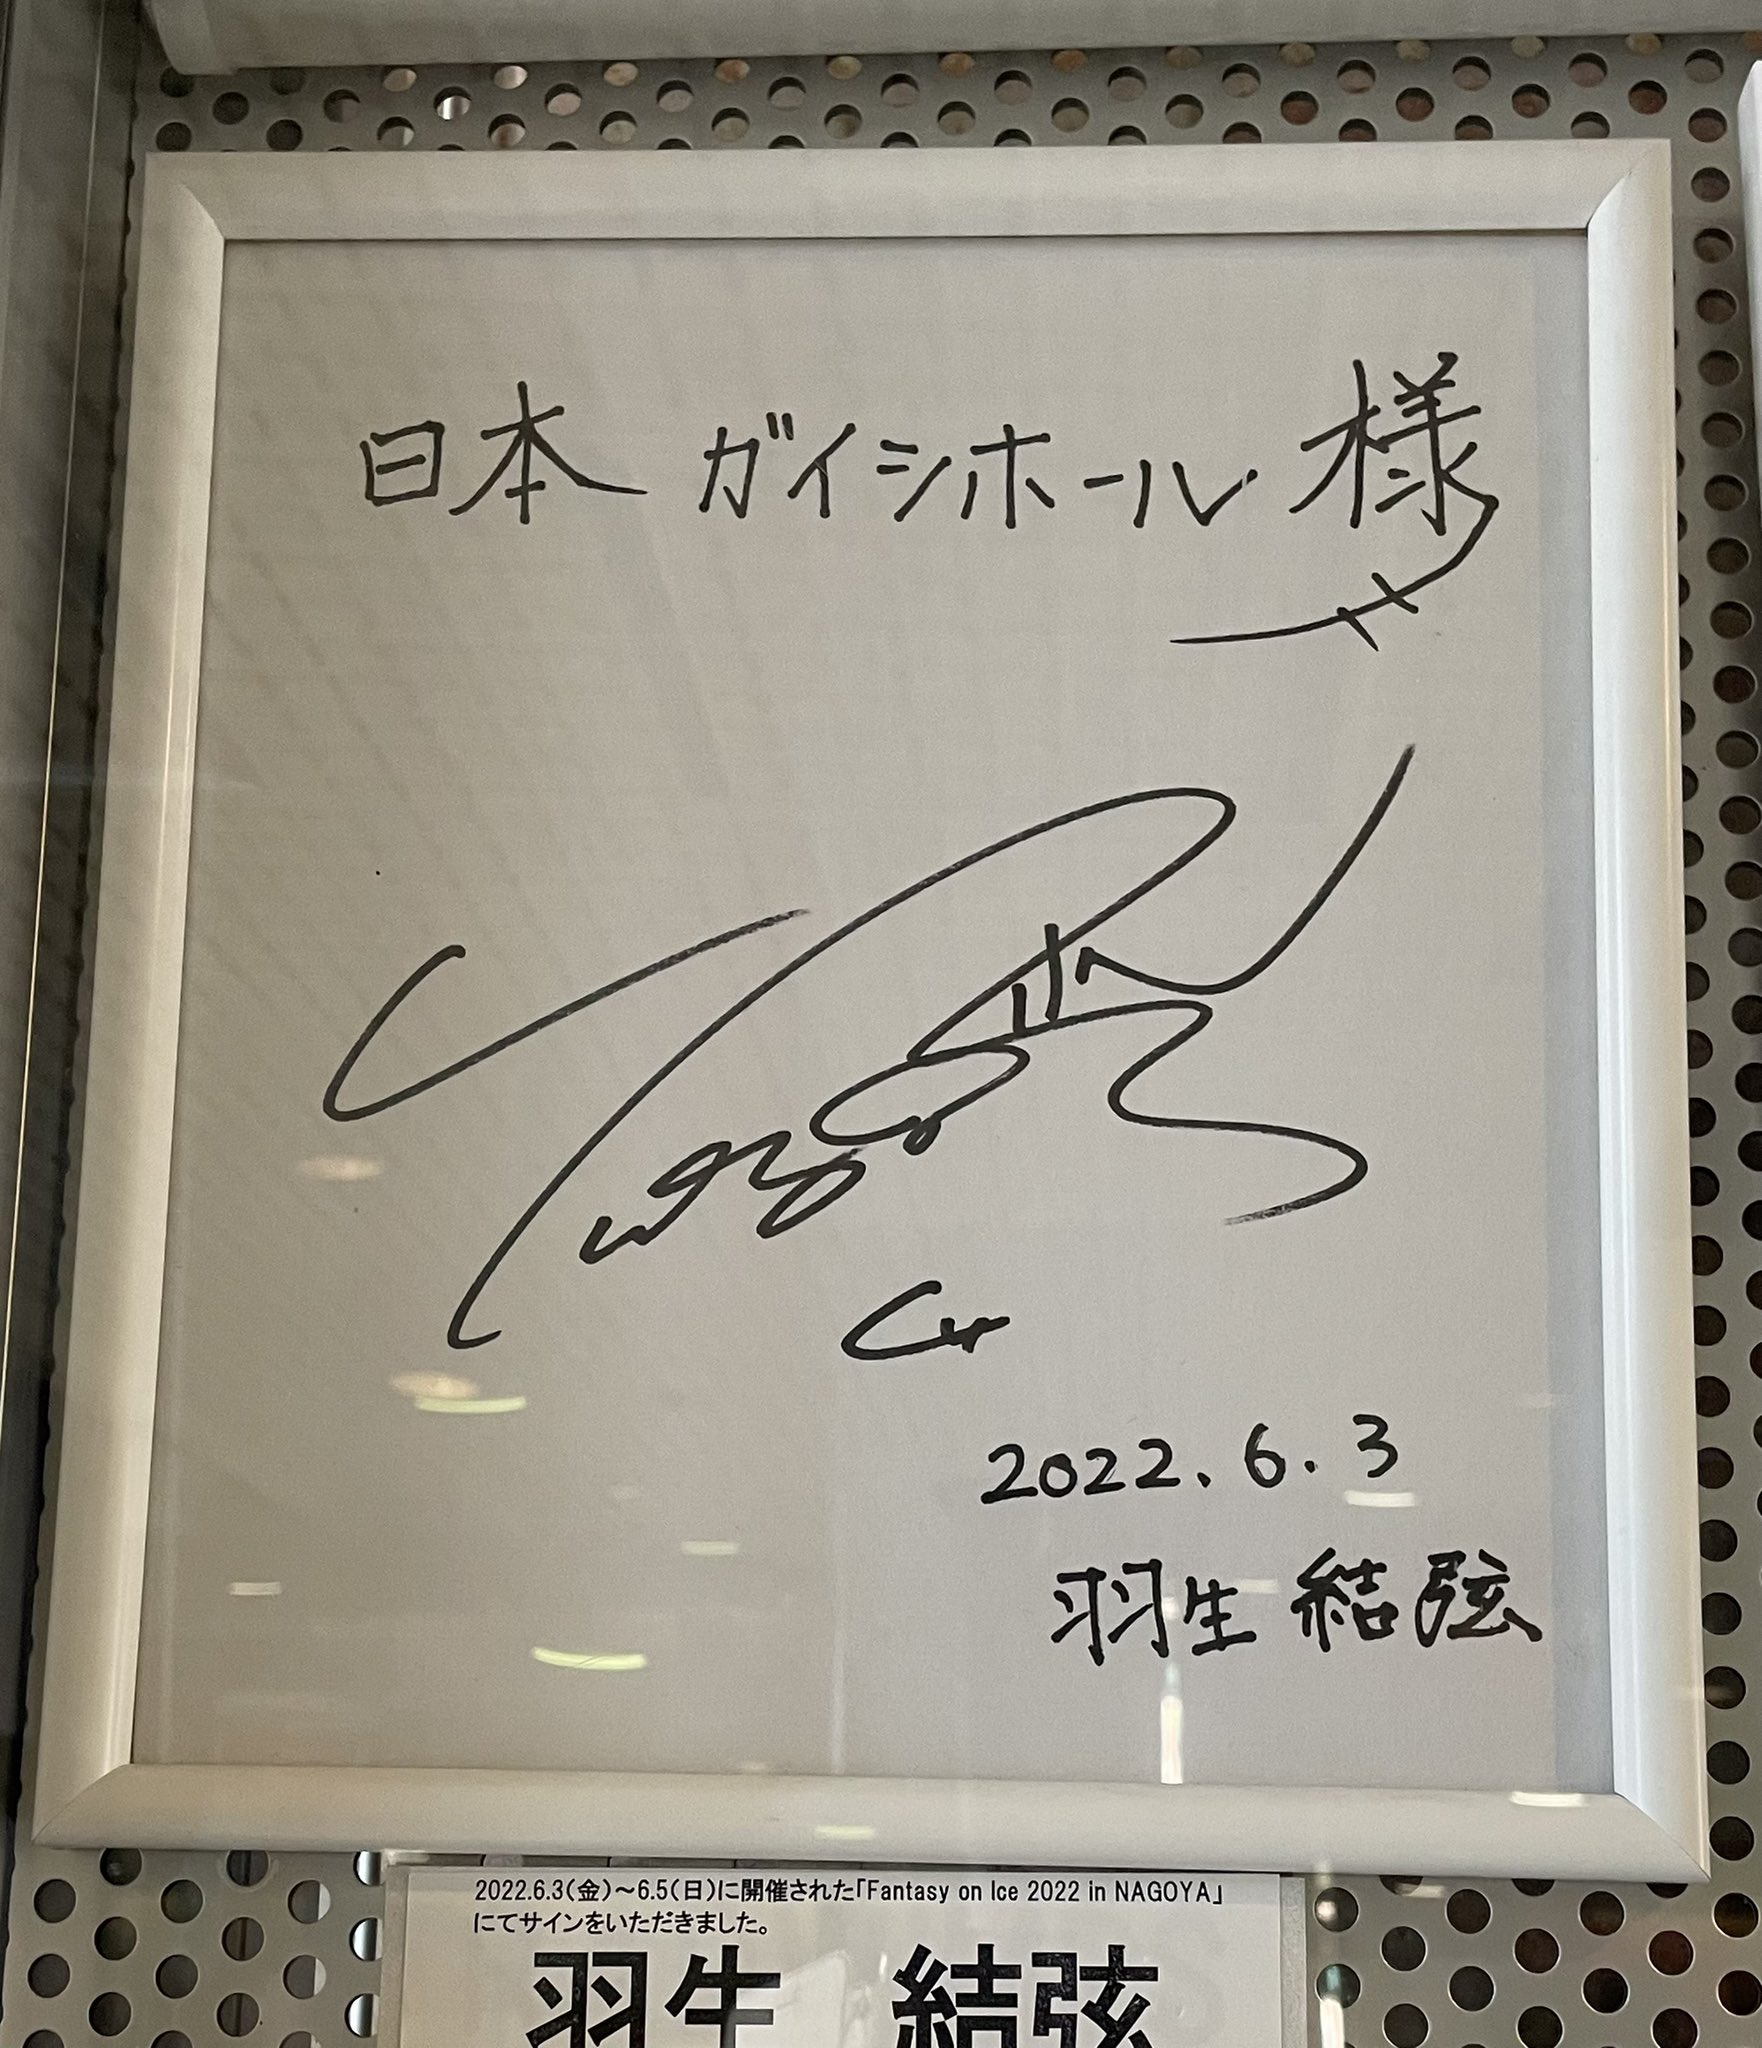 日本 ガイシホール 様
2022.6.3
羽生 結弦
2022.6.3(金)～6.5(日)に開催された「Fantasy on Ice 2022 in NAGOYA」
にてサインをいただきました。
羽生 結弦